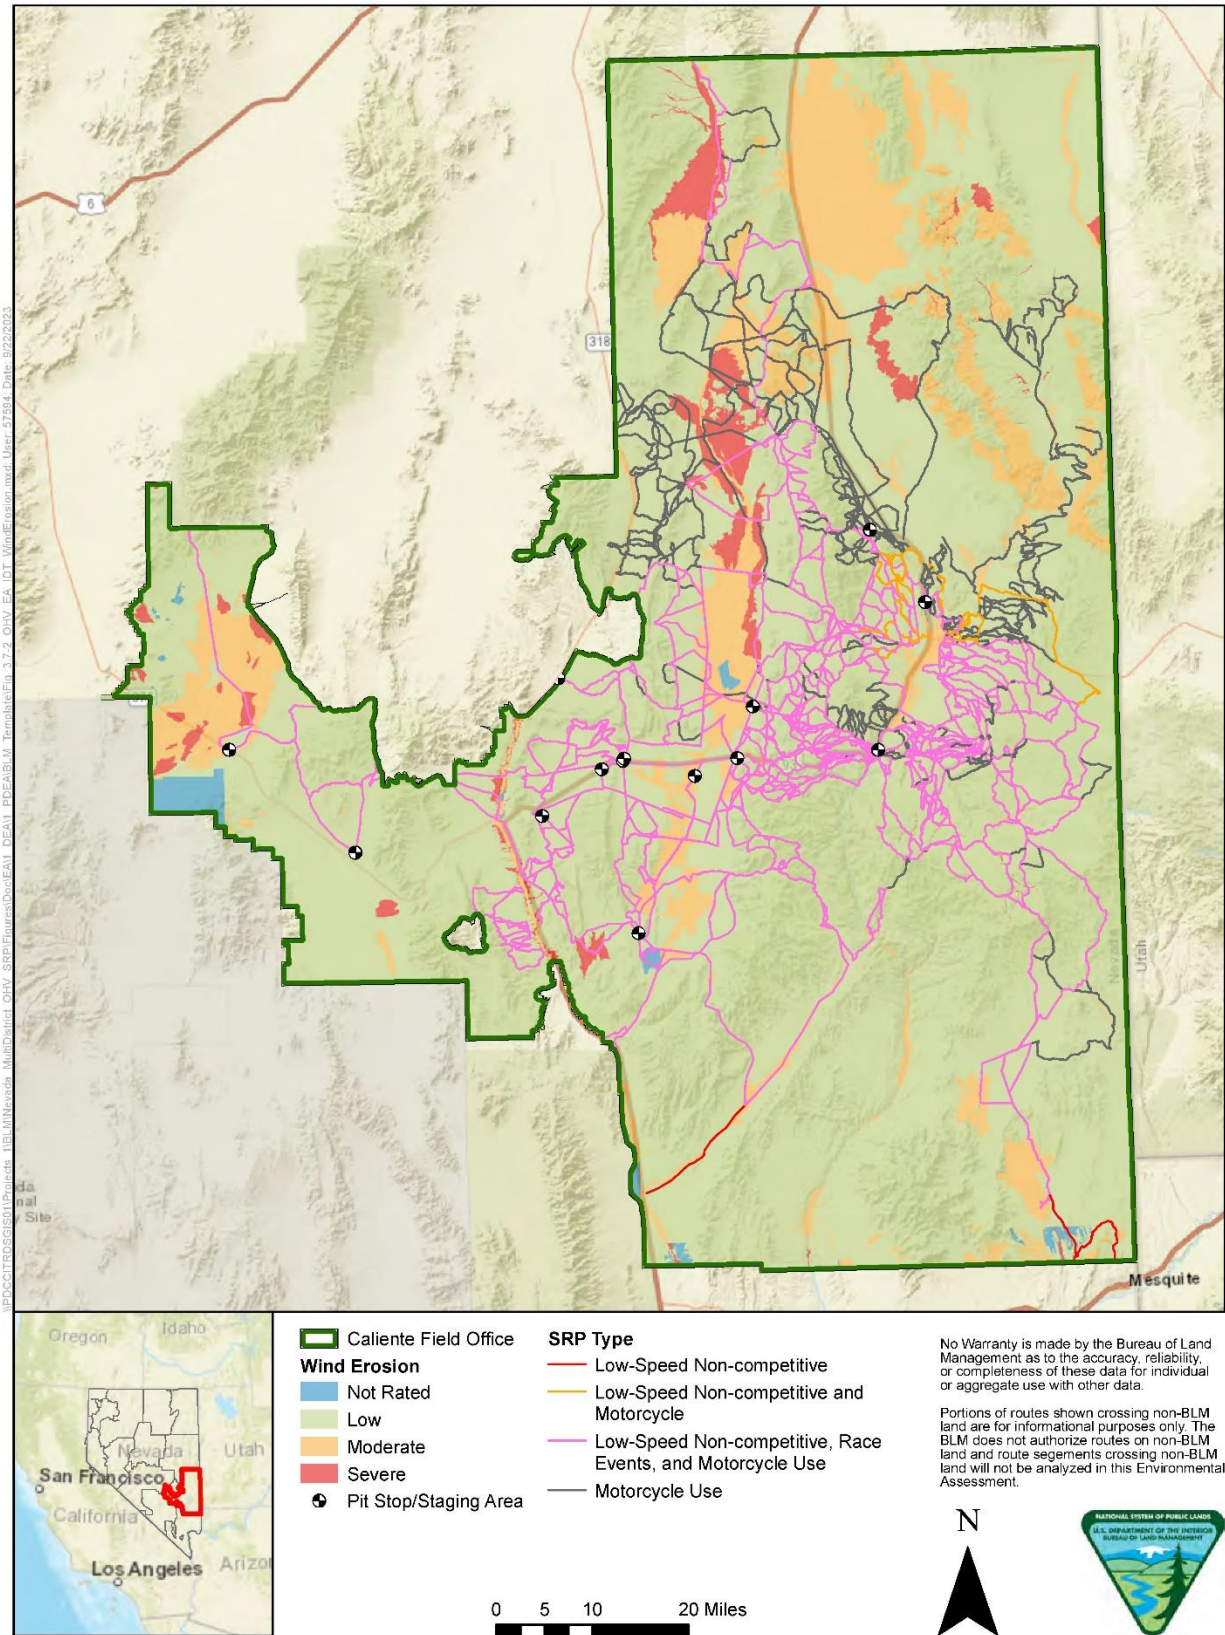 6
318
Nevada
Utah
da
nal
y Site
Mesquite
Oregon
Idaho
Nevada
Utah
San Francisco
California
Los Angeles
Arizo
Caliente Field Office
Wind Erosion
Not Rated
Low
Moderate
Severe
Pit Stop/Staging Area
SRP Type
Low-Speed Non-competitive
Low-Speed Non-competitive and
Motorcycle
Low-Speed Non-competitive, Race
Events, and Motorcycle Use
Motorcycle Use
0 5 10 20 Miles
No Warranty is made by the Bureau of Land
Management as to the accuracy, reliability,
or completeness of these data for individual
or aggregate use with other data.
Portions of routes shown crossing non-BLM
land are for informational purposes only. The
BLM does not authorize routes on non-BLM
land and route segements crossing non-BLM
land will not be analyzed in this Environmental
Assessment.
N
NATIONAL SYSTEM OF PUBLIC LANDS
U.S. DEPARTMENT OF THE INTERIOR
BUREAU OF LAND MANAGEMENT